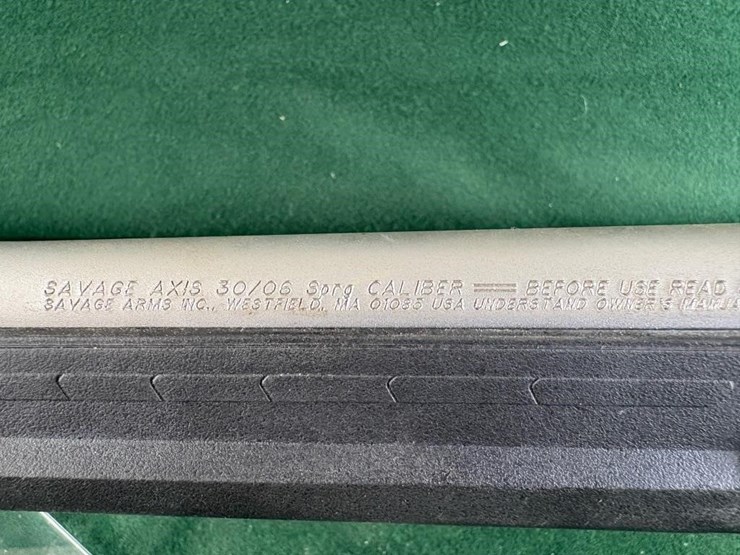 SAVAGE AXIS 30/06 Sprg CALIBER ═══ BEFORE USE READ
SAVAGE ARMS INC., WESTFIELD, MA 01085 USA UNDERSTAND OWNER'S